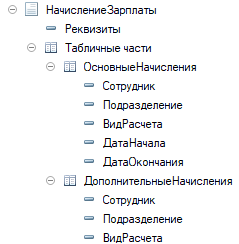 НачислениеЗарплаты
Реквизиты
Табличные части
ОсновныеНачисления
Сотрудник
Подразделение
ВидРасчета
ДатаНачала
ДатаОкончания
ДополнительныеНачисления
Сотрудник
Подразделение
ВидРасчета